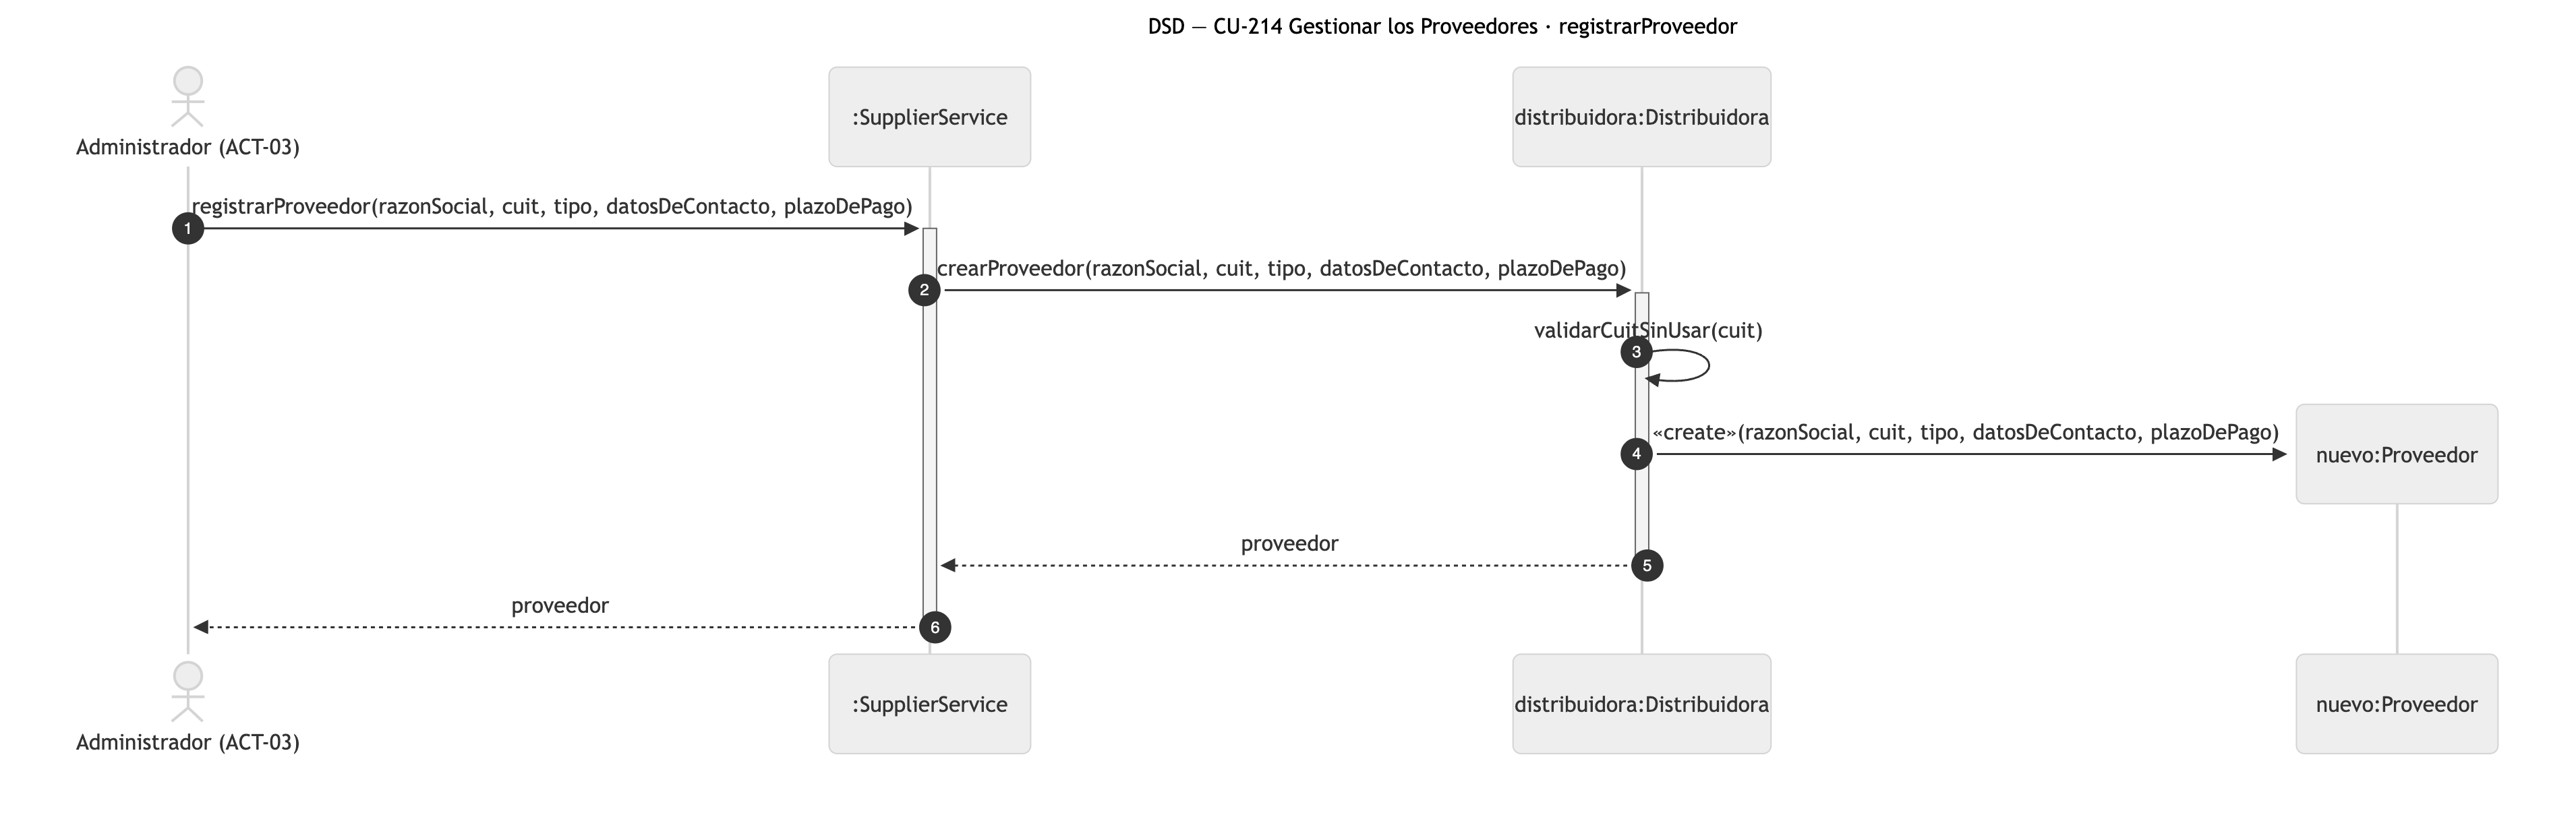 DSD — CU-214 Gestionar los Proveedores · registrarProveedor
Administrador (ACT-03)
:SupplierService
distribuidora:Distribuidora
registrarProveedor(razonSocial, cuit, tipo, datosDeContacto, plazoDePago)
1
crearProveedor(razonSocial, cuit, tipo, datosDeContacto, plazoDePago)
2
validarCuitSinUsar(cuit)
3
«create»(razonSocial, cuit, tipo, datosDeContacto, plazoDePago)
4
nuevo:Proveedor
proveedor
5
proveedor
6
Administrador (ACT-03)
:SupplierService
distribuidora:Distribuidora
nuevo:Proveedor